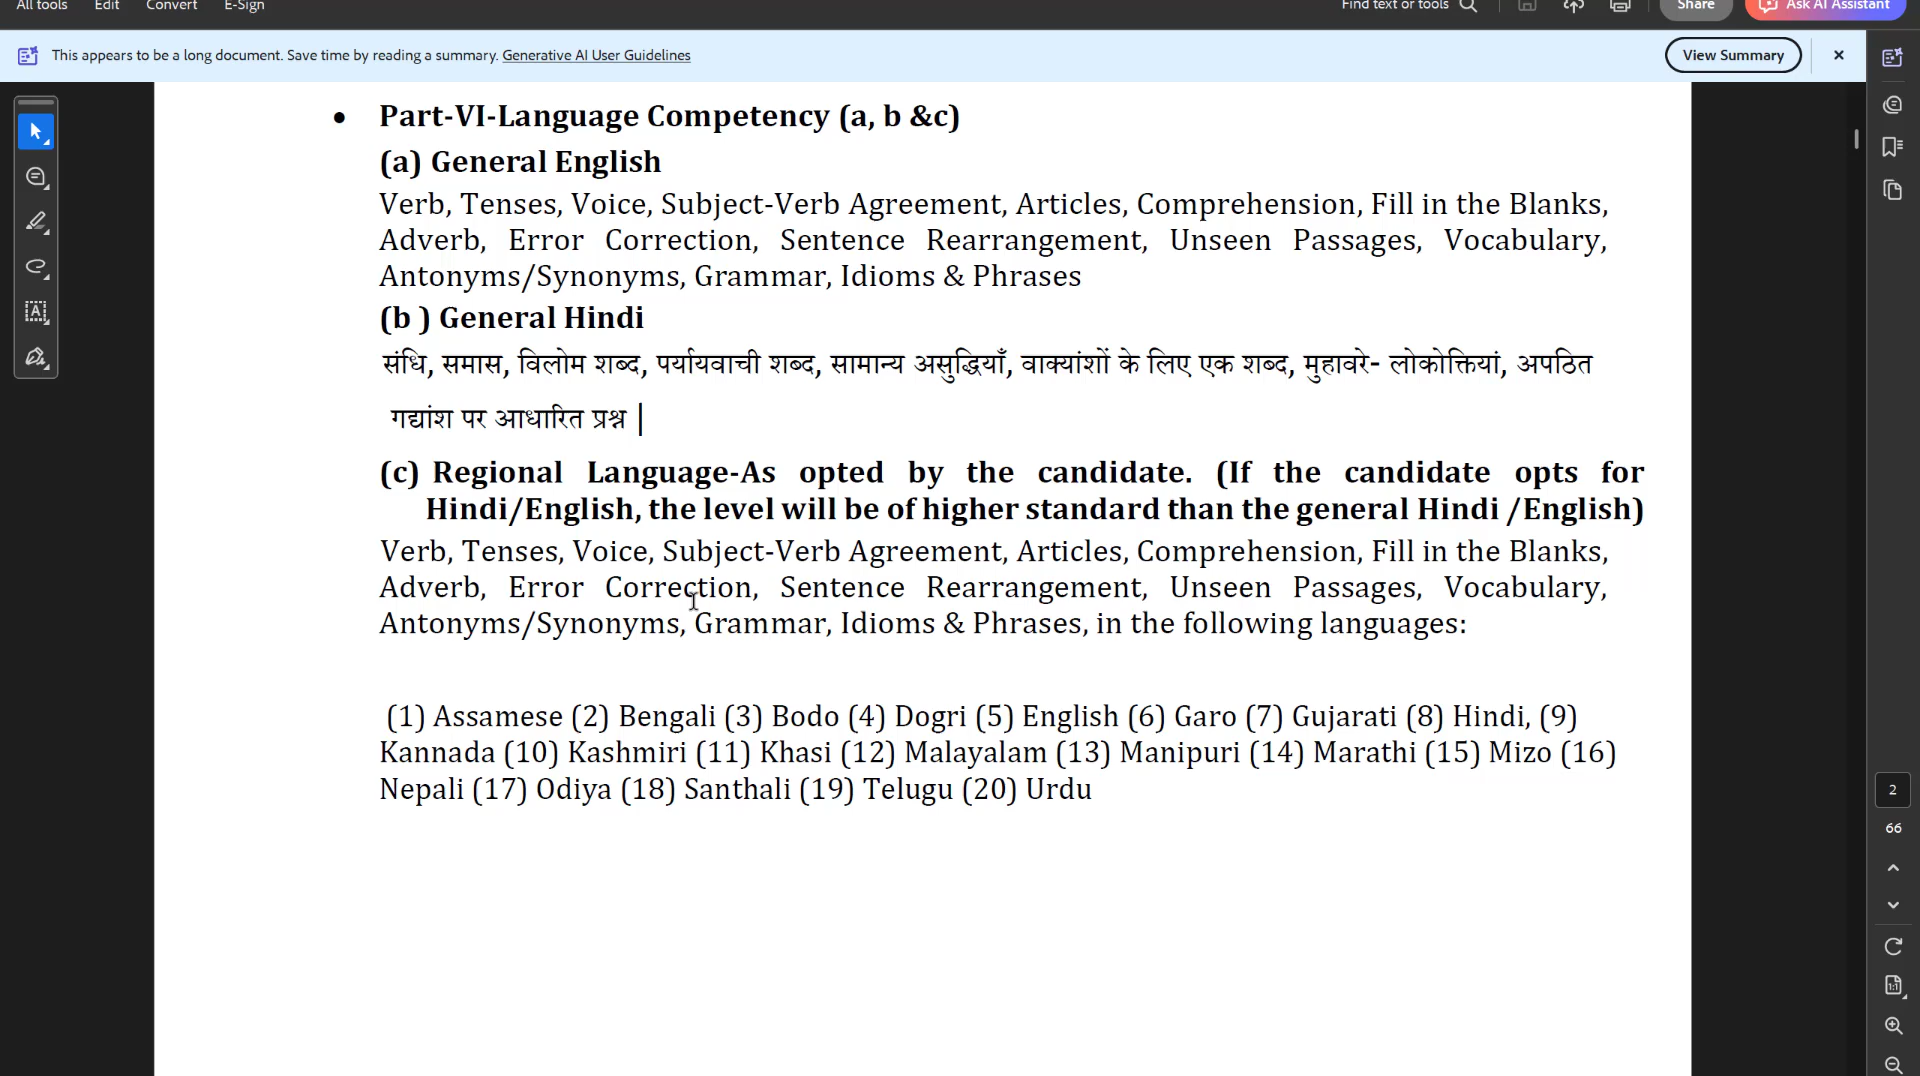 All tools Edit Convert E-Sign Find text or tools Share Ask AI Assistant
This appears to be a long document. Save time by reading a summary. Generative AI User Guidelines View Summary
• Part-VI-Language Competency (a, b &c)
(a) General English
Verb, Tenses, Voice, Subject-Verb Agreement, Articles, Comprehension, Fill in the Blanks,
Adverb, Error Correction, Sentence Rearrangement, Unseen Passages, Vocabulary,
Antonyms/Synonyms, Grammar, Idioms & Phrases
(b ) General Hindi
संधि, समास, विलोम शब्द, पर्यायवाची शब्द, सामान्य असुद्धियाँ, वाक्यांशों के लिए एक शब्द, मुहावरे- लोकोक्तियां, अपठित
गद्यांश पर आधारित प्रश्न |
(c) Regional Language-As opted by the candidate. (If the candidate opts for
Hindi/English, the level will be of higher standard than the general Hindi /English)
Verb, Tenses, Voice, Subject-Verb Agreement, Articles, Comprehension, Fill in the Blanks,
Adverb, Error Correction, Sentence Rearrangement, Unseen Passages, Vocabulary,
Antonyms/Synonyms, Grammar, Idioms & Phrases, in the following languages:
(1) Assamese (2) Bengali (3) Bodo (4) Dogri (5) English (6) Garo (7) Gujarati (8) Hindi, (9)
Kannada (10) Kashmiri (11) Khasi (12) Malayalam (13) Manipuri (14) Marathi (15) Mizo (16)
Nepali (17) Odiya (18) Santhali (19) Telugu (20) Urdu
2
66